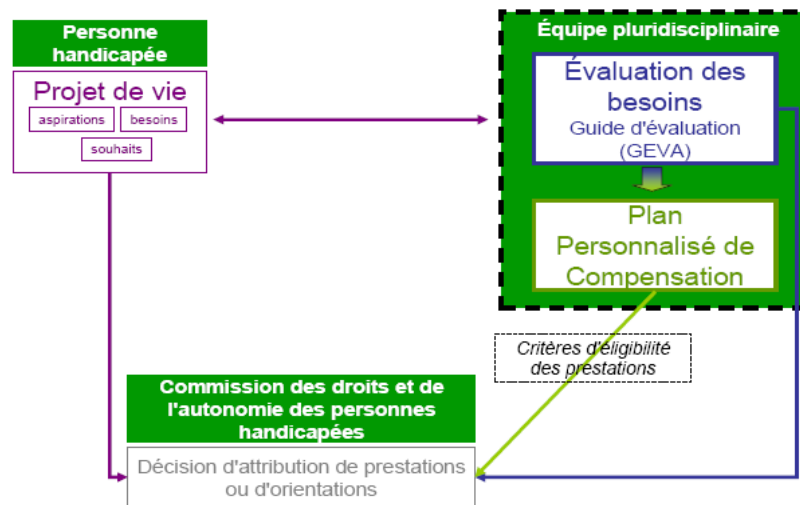 Personne
handicapée
Projet de vie
aspirations
besoins
souhaits
Équipe pluridisciplinaire
Évaluation des
besoins
Guide d'évaluation
(GEVA)
Plan
Personnalisé de
Compensation
Critères d'éligibilité
des prestations
Commission des droits et de
l'autonomie des personnes
handicapées
Décision d'attribution de prestations
ou d'orientations